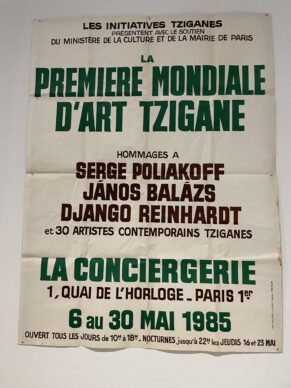 LES INITIATIVES TZIGANES
PRÉSENTENT AVEC LE SOUTIEN
DU MINISTÈRE DE LA CULTURE ET DE LA MAIRIE DE PARIS
LA
PREMIERE MONDIALE
D'ART TZIGANE
HOMMAGES A
SERGE POLIAKOFF
JÁNOS BALÁZS
DJANGO REINHARDT
et 30 ARTISTES CONTEMPORAINS TZIGANES
LA CONCIERGERIE
1, QUAI DE L'HORLOGE _ PARIS 1er
6 au 30 MAI 1985
OUVERT TOUS LES JOURS de 10H à 18H_ NOCTURNES jusqu'à 22H les JEUDIS 16 et 23 MAI